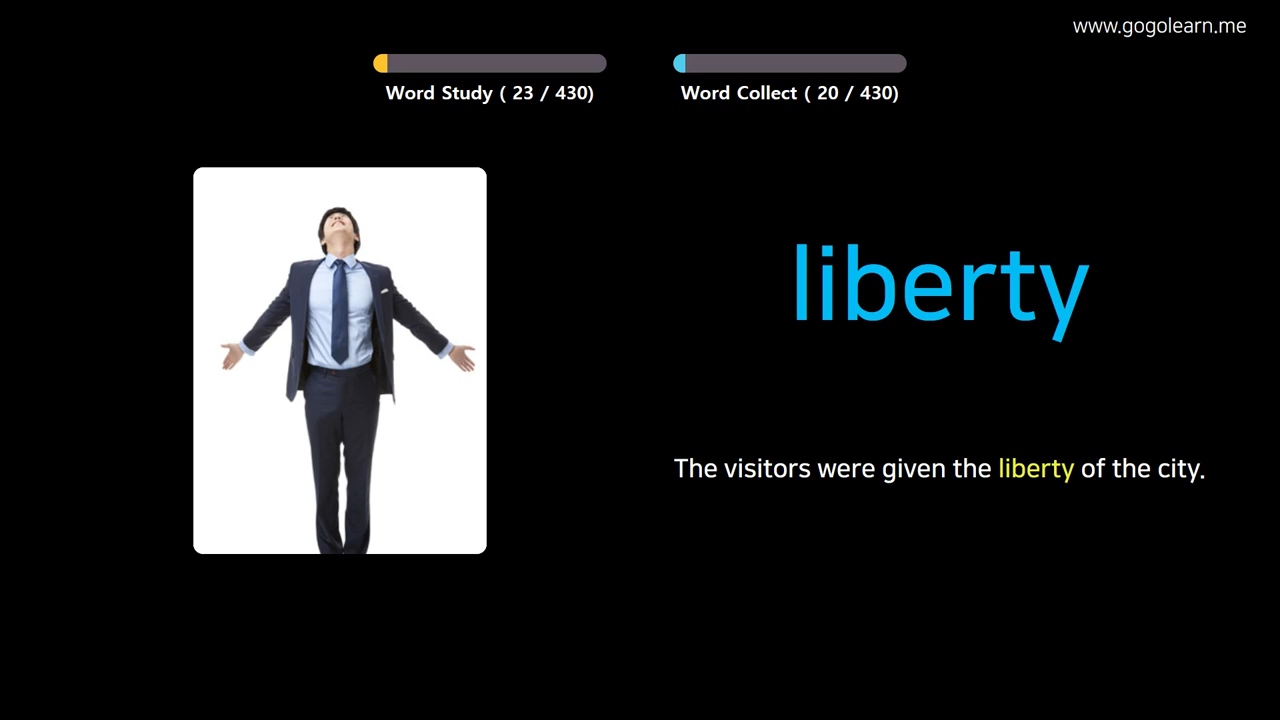 www.gogolearn.me
Word Study ( 23 / 430)
Word Collect ( 20 / 430)
liberty
The visitors were given the liberty of the city.